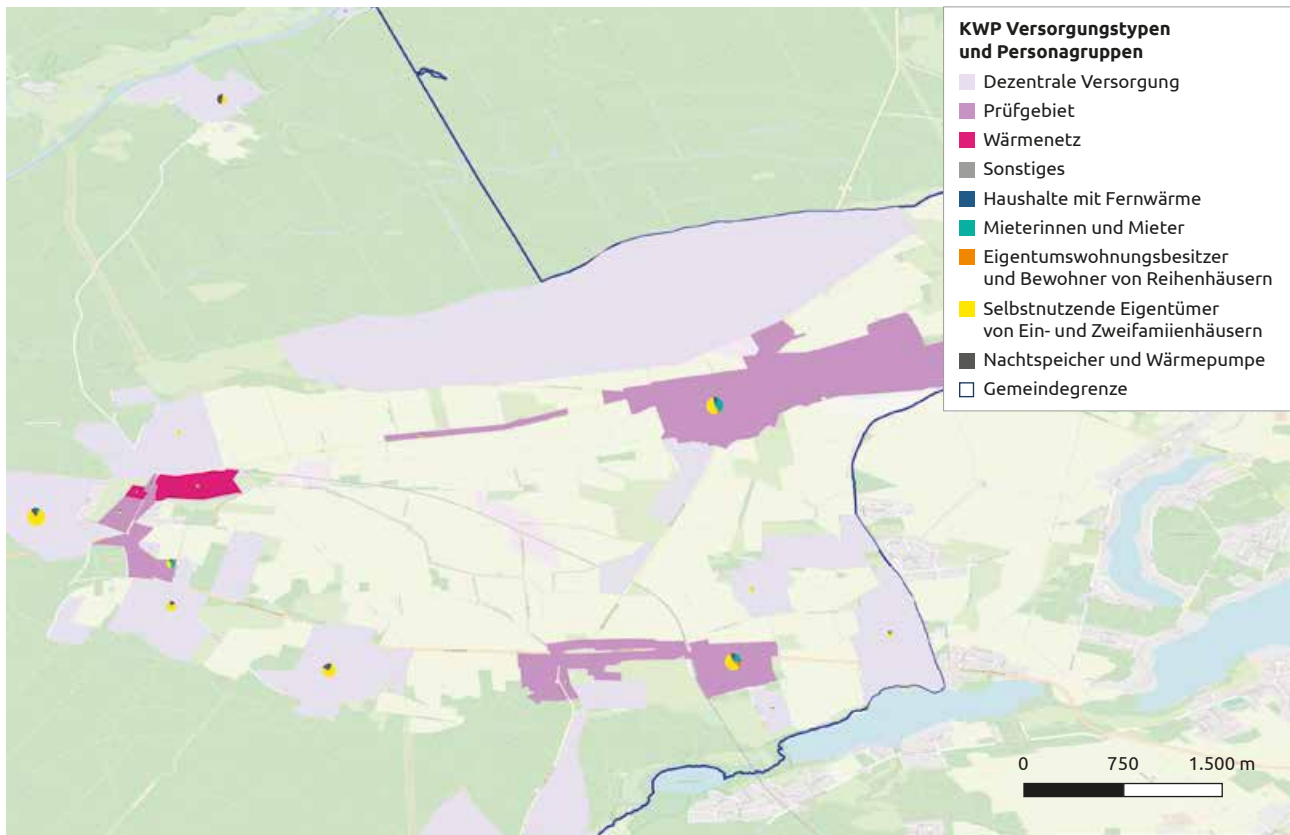 KWP Versorgungstypen
und Personagruppen
Dezentrale Versorgung
Prüfgebiet
Wärmenetz
Sonstiges
Haushalte mit Fernwärme
Mieterinnen und Mieter
Eigentumswohnungsbesitzer
und Bewohner von Reihenhäusern
Selbstnutzende Eigentümer
von Ein- und Zweifamiienhäusern
Nachtspeicher und Wärmepumpe
Gemeindegrenze
0 750 1.500 m